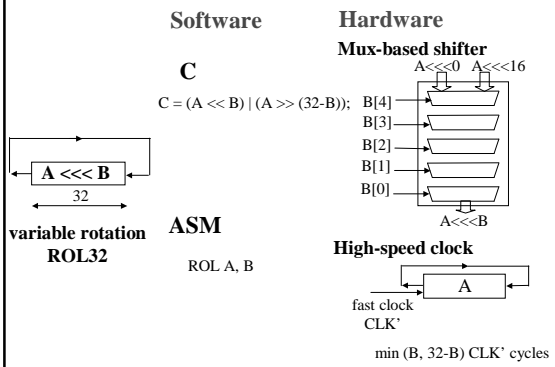 Software
Hardware
Mux-based shifter
A<<<0 A<<<16
C
C = (A << B) | (A >> (32-B));
B[4]
B[3]
B[2]
B[1]
B[0]
A<<<B
A <<< B
32
variable rotation
ROL32
ASM
ROL A, B
High-speed clock
A
fast clock
CLK’
min (B, 32-B) CLK’ cycles